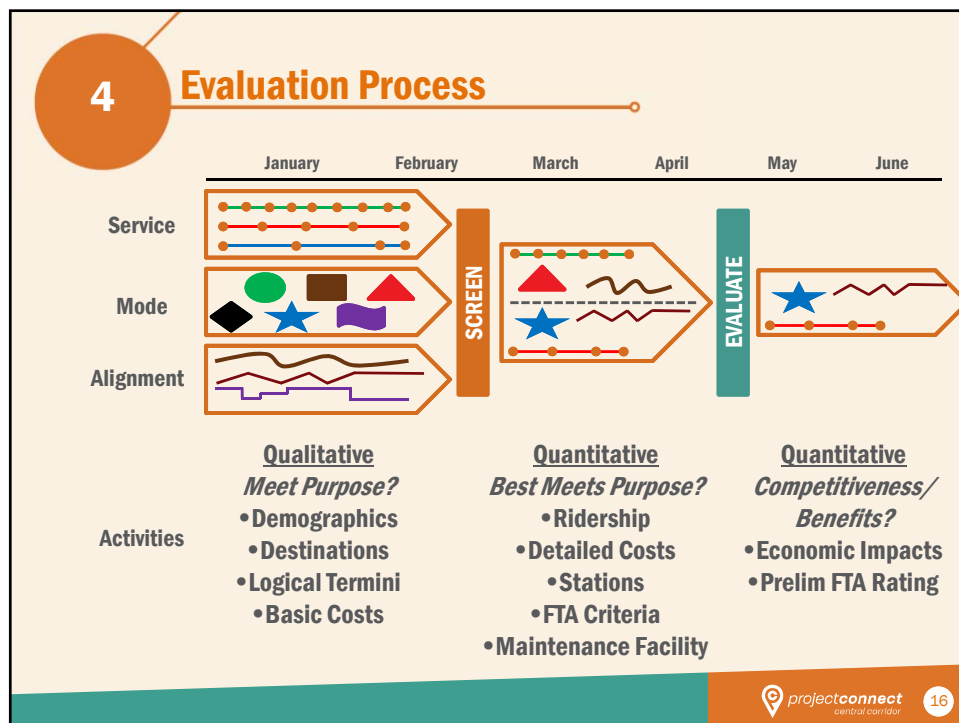 4
Evaluation Process
January February March April May June
Service
Mode
Alignment
SCREEN
EVALUATE
Activities
Qualitative
Meet Purpose?
•Demographics
•Destinations
•Logical Termini
•Basic Costs
Quantitative
Best Meets Purpose?
•Ridership
•Detailed Costs
•Stations
•FTA Criteria
•Maintenance Facility
Quantitative
Competitiveness/
Benefits?
•Economic Impacts
•Prelim FTA Rating
projectconnect
central corridor
16